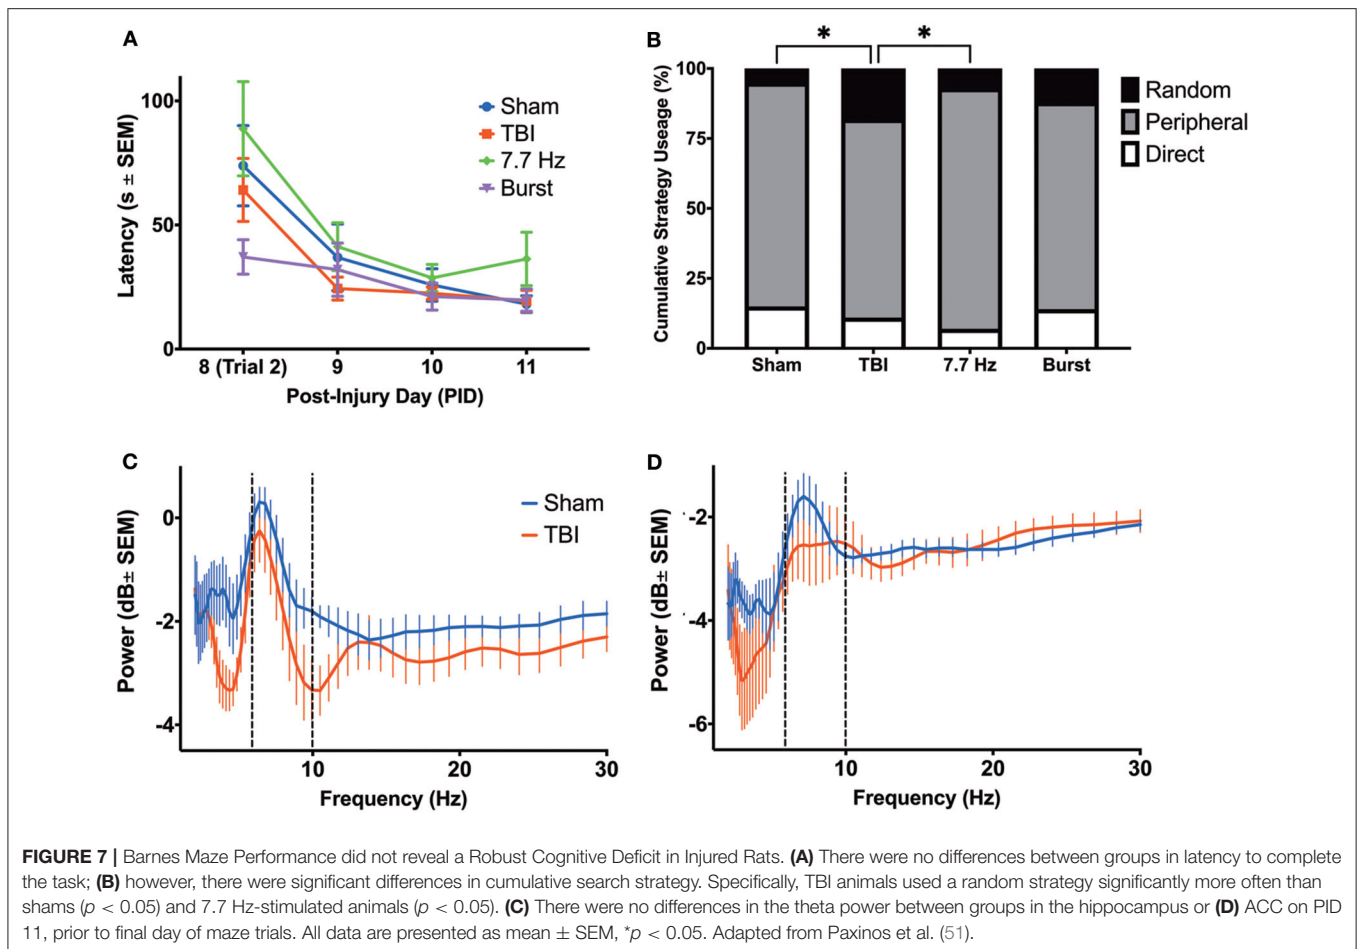 A
100
50
0
Latency (s ± SEM)
Sham
TBI
7.7 Hz
Burst
8 (Trial 2)
9
10
11
Post-Injury Day (PID)
B
*
*
100
75
50
25
0
Cumulative Strategy Useage (%)
Random
Peripheral
Direct
Sham
TBI
7.7 Hz
Burst
C
0
-2
-4
Power (dB± SEM)
Sham
TBI
10
20
30
Frequency (Hz)
D
-2
-4
-6
Power (dB± SEM)
10
20
30
Frequency (Hz)
FIGURE 7 | Barnes Maze Performance did not reveal a Robust Cognitive Deficit in Injured Rats. (A) There were no differences between groups in latency to complete
the task; (B) however, there were significant differences in cumulative search strategy. Specifically, TBI animals used a random strategy significantly more often than
shams (p < 0.05) and 7.7 Hz-stimulated animals (p < 0.05). (C) There were no differences in the theta power between groups in the hippocampus or (D) ACC on PID
11, prior to final day of maze trials. All data are presented as mean ± SEM, *p < 0.05. Adapted from Paxinos et al. (51).